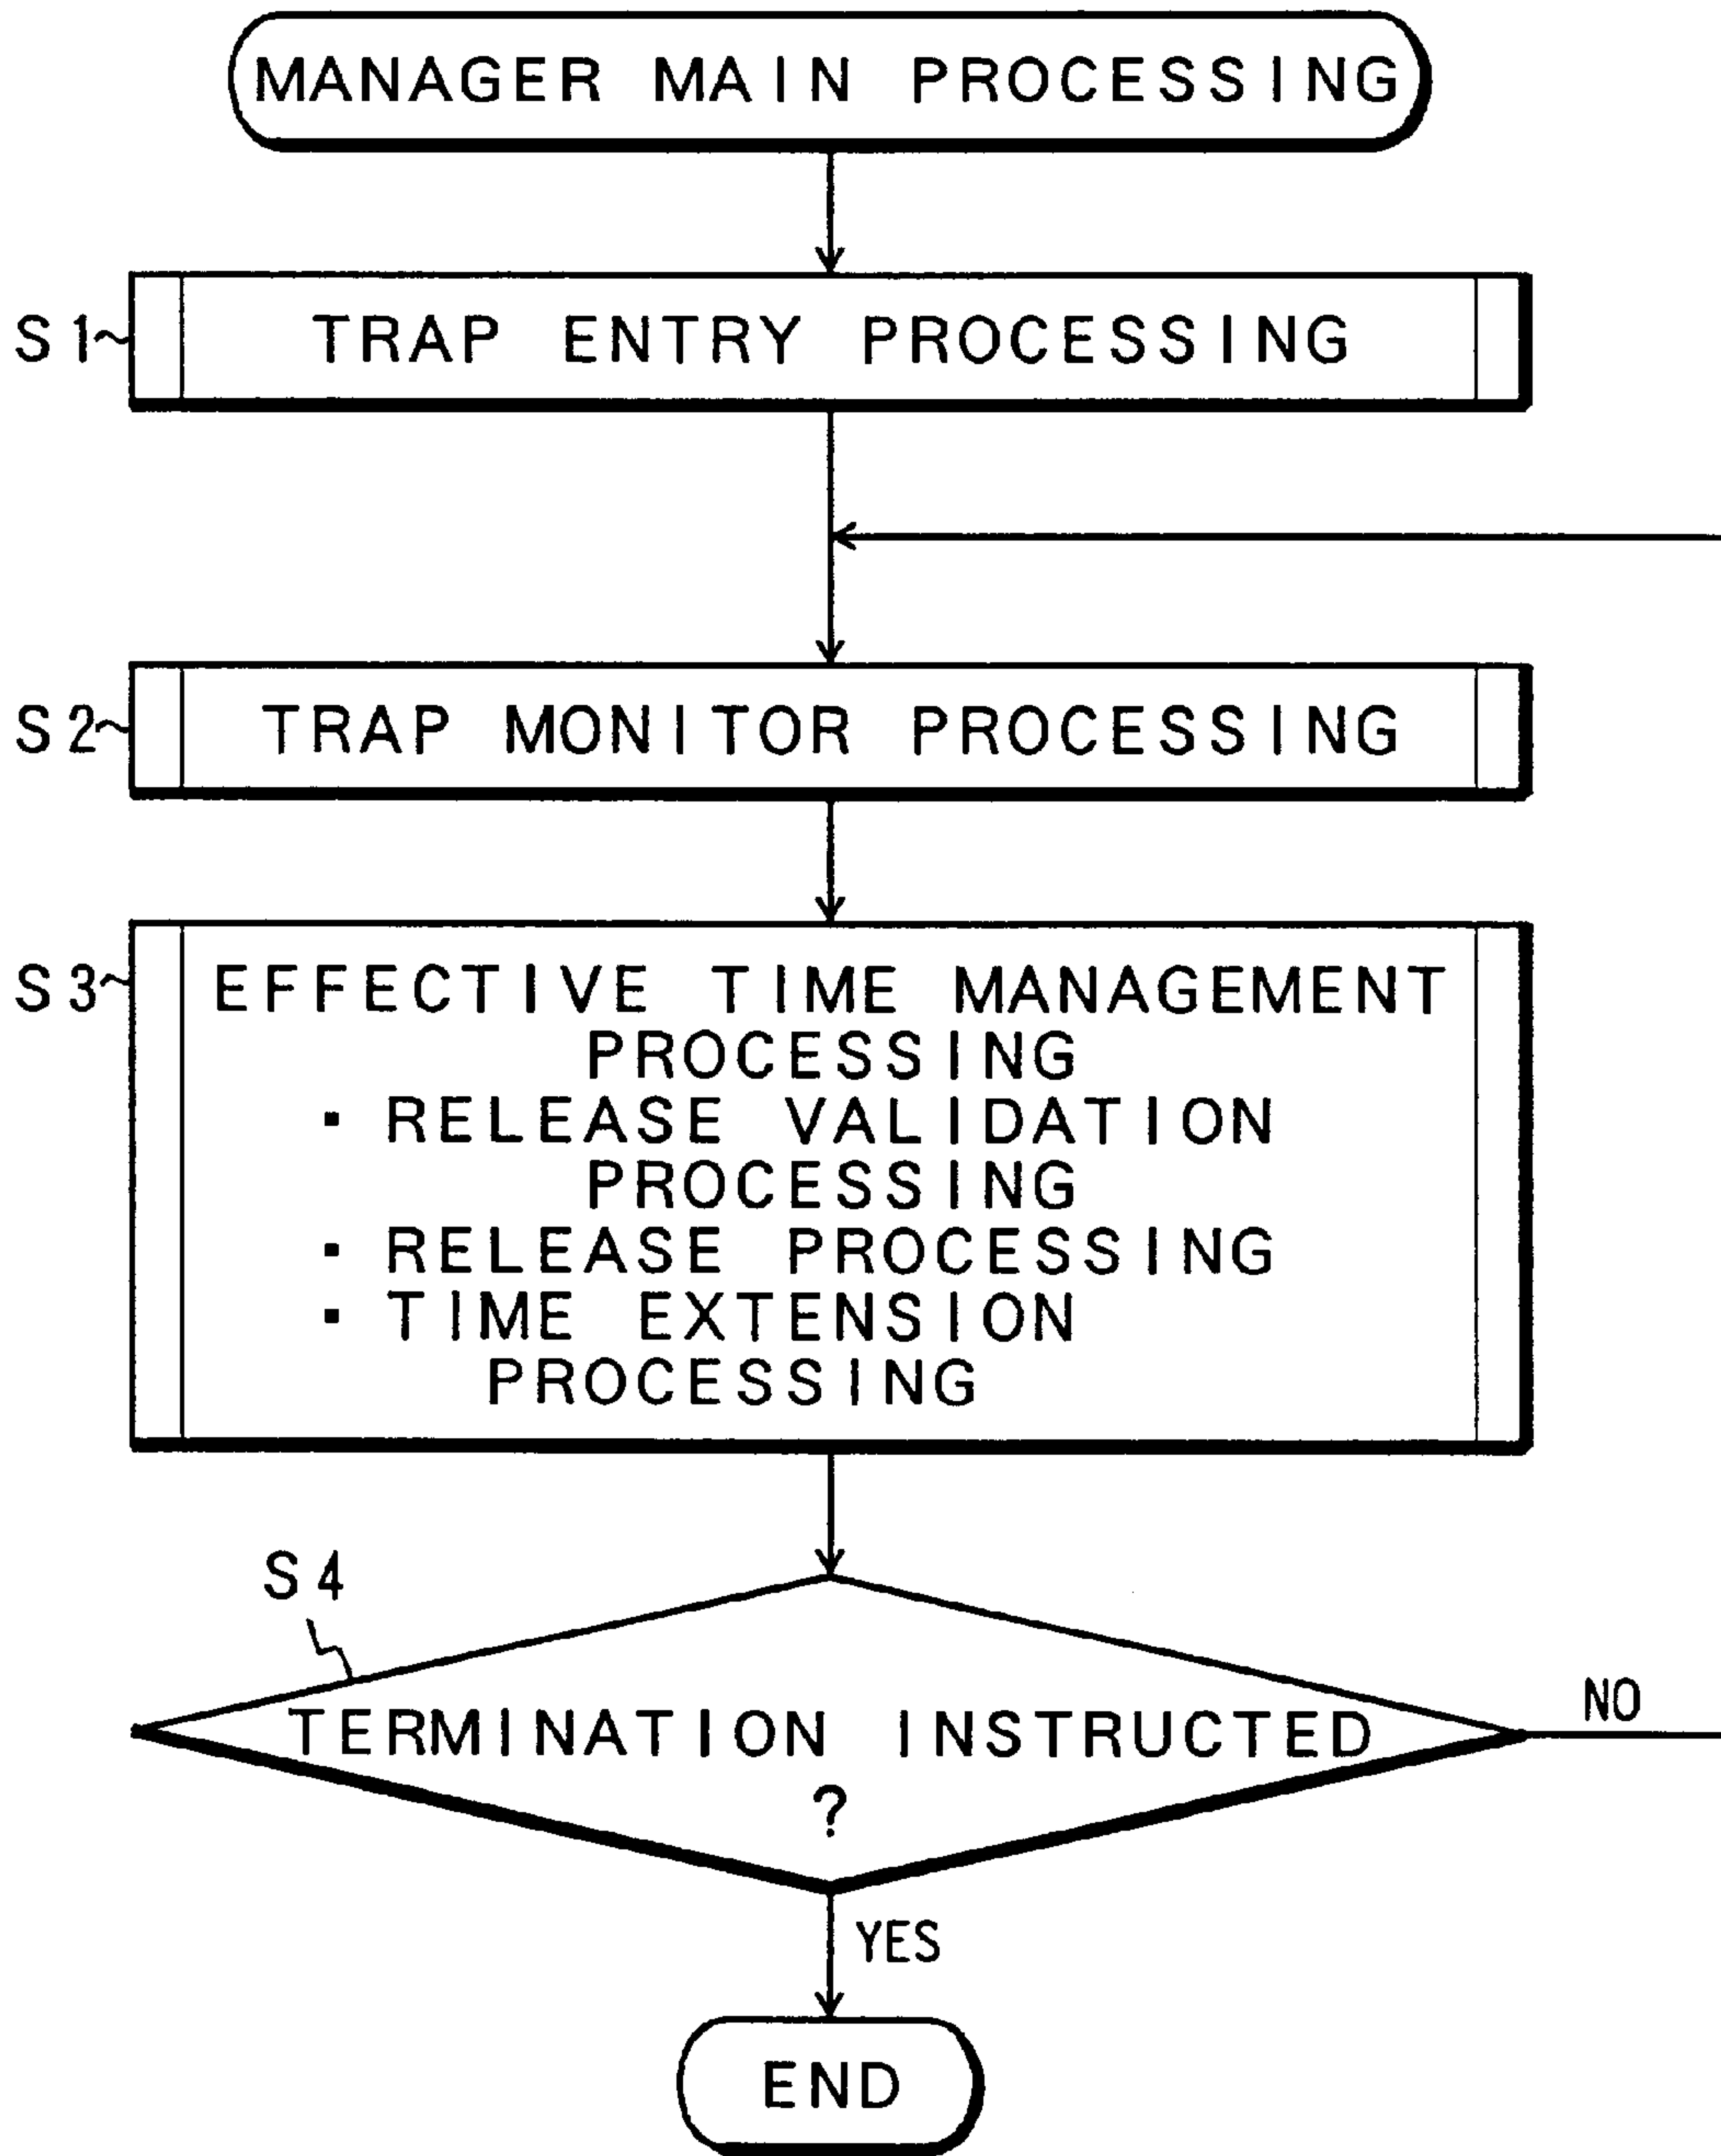 MANAGER MAIN PROCESSING
S1
TRAP ENTRY PROCESSING
S2
TRAP MONITOR PROCESSING
S3
EFFECTIVE TIME MANAGEMENT
PROCESSING
▪ RELEASE VALIDATION
PROCESSING
▪ RELEASE PROCESSING
▪ TIME EXTENSION
PROCESSING
S4
TERMINATION INSTRUCTED
?
NO
YES
END